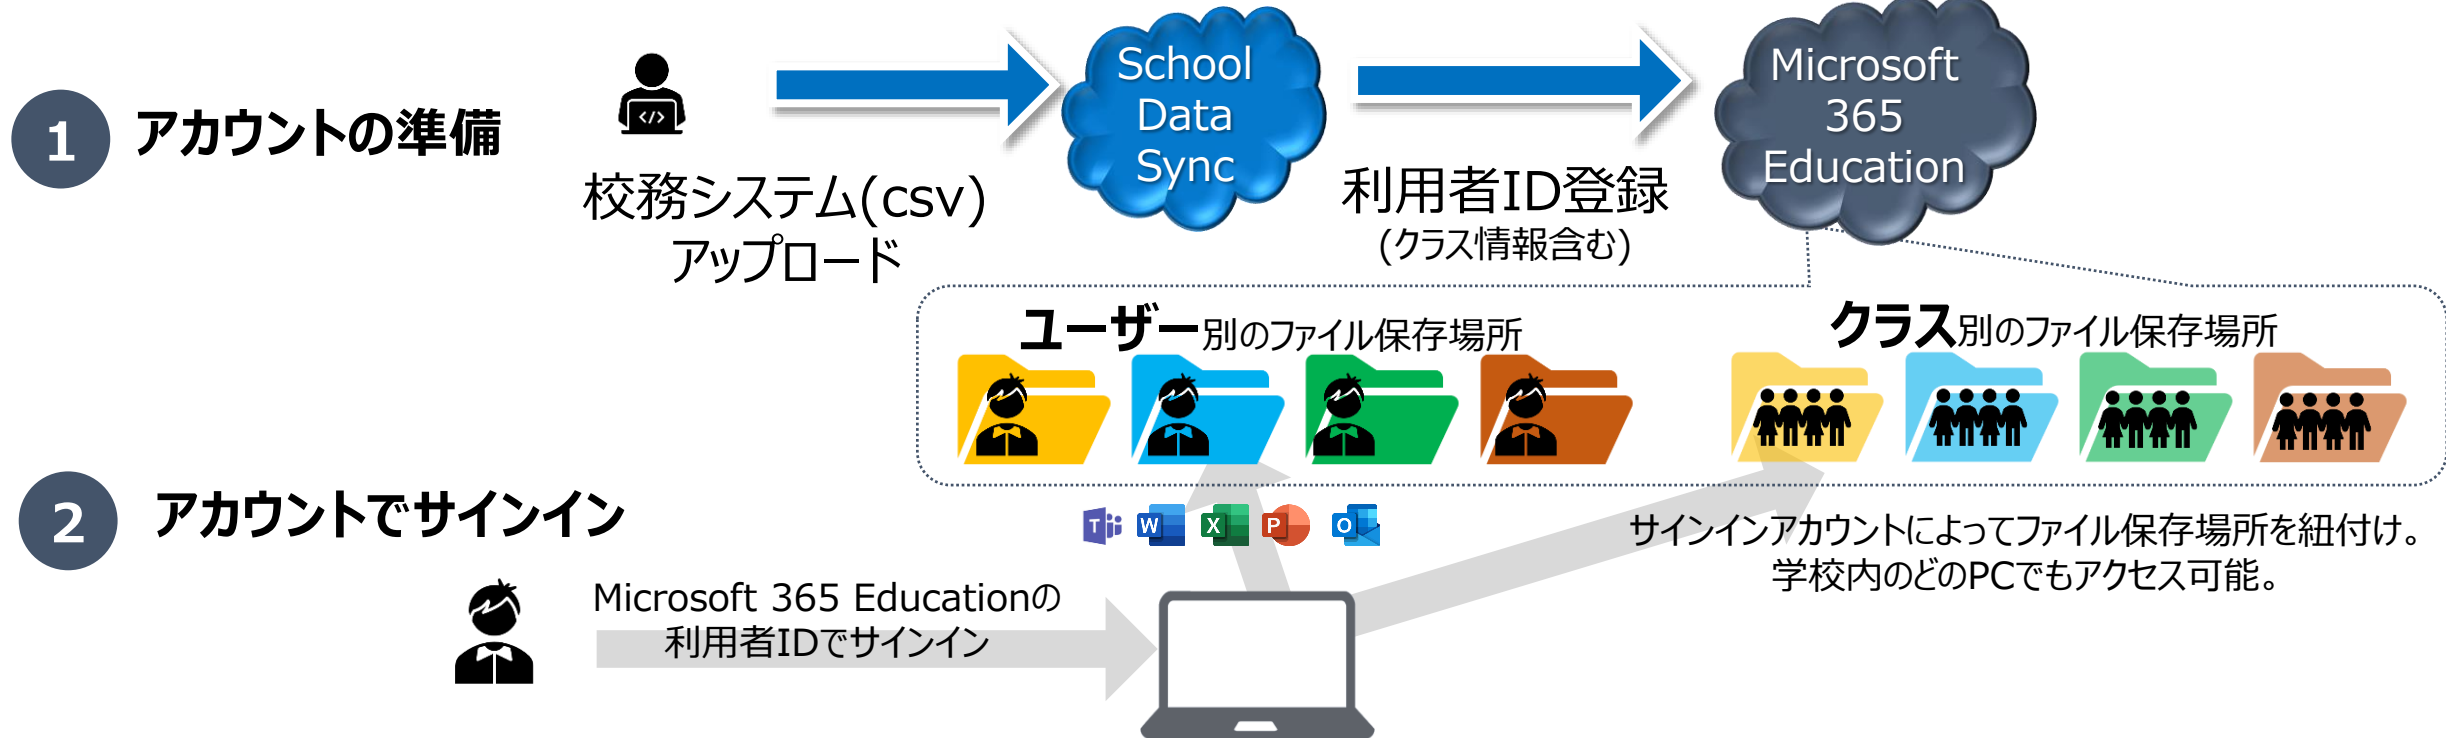 1
アカウントの準備
</>
校務システム(csv)
アップロード
School
Data
Sync
利用者ID登録
(クラス情報含む)
Microsoft
365
Education
ユーザー別のファイル保存場所
クラス別のファイル保存場所
2
アカウントでサインイン
T
W
X
P
O
サインインアカウントによってファイル保存場所を紐付け。
学校内のどのPCでもアクセス可能。
Microsoft 365 Educationの
利用者IDでサインイン